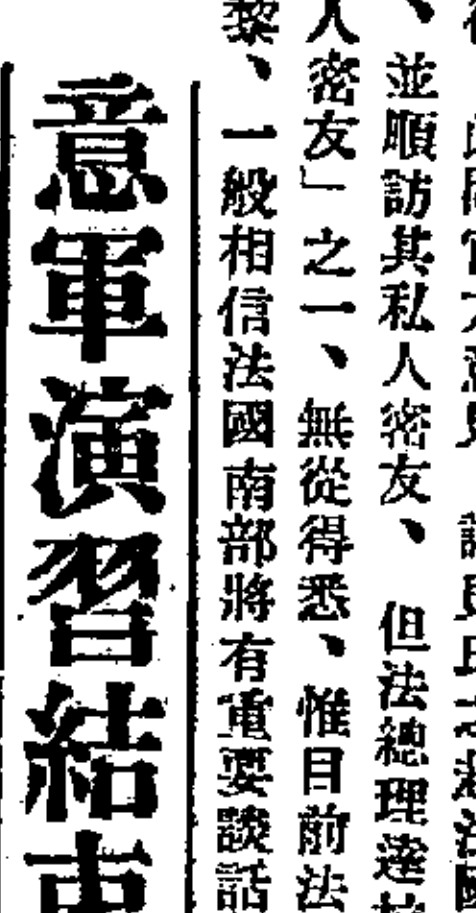 、並順訪其私人密友、但法總理達
人密友」之一、無從得悉、惟目前法
黎、一般相信法國南部將有重要談話
意軍演習結束